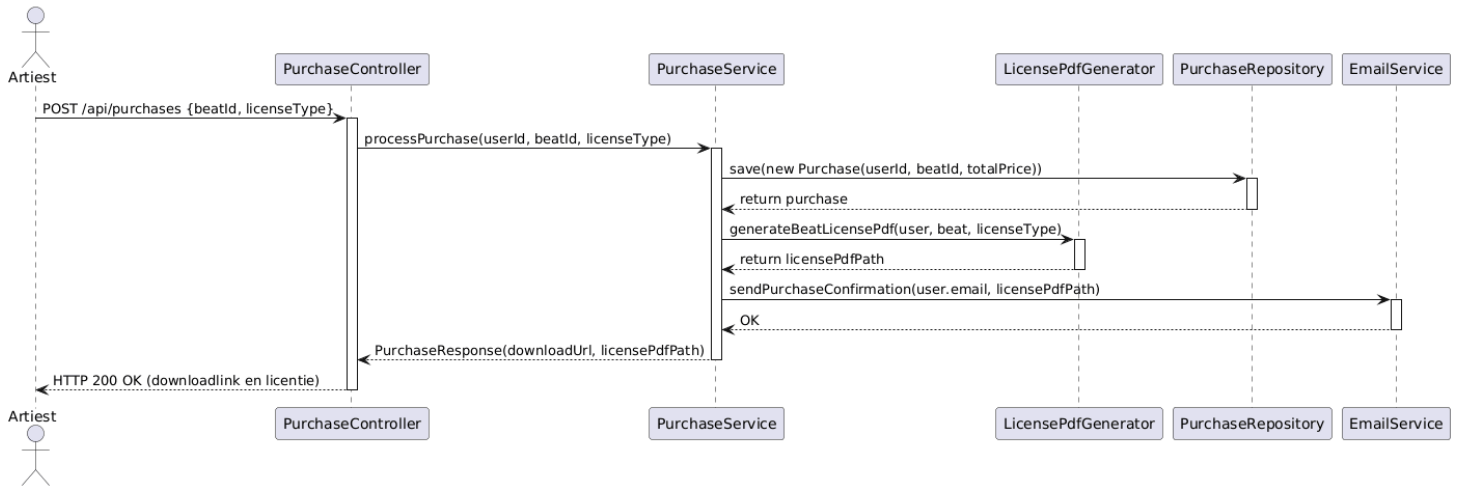 Artiest
PurchaseController
PurchaseService
LicensePdfGenerator
PurchaseRepository
EmailService
POST /api/purchases {beatId, licenseType}
processPurchase(userId, beatId, licenseType)
save(new Purchase(userId, beatId, totalPrice))
return purchase
generateBeatLicensePdf(user, beat, licenseType)
return licensePdfPath
sendPurchaseConfirmation(user.email, licensePdfPath)
OK
PurchaseResponse(downloadUrl, licensePdfPath)
HTTP 200 OK (downloadlink en licentie)
Artiest
PurchaseController
PurchaseService
LicensePdfGenerator
PurchaseRepository
EmailService